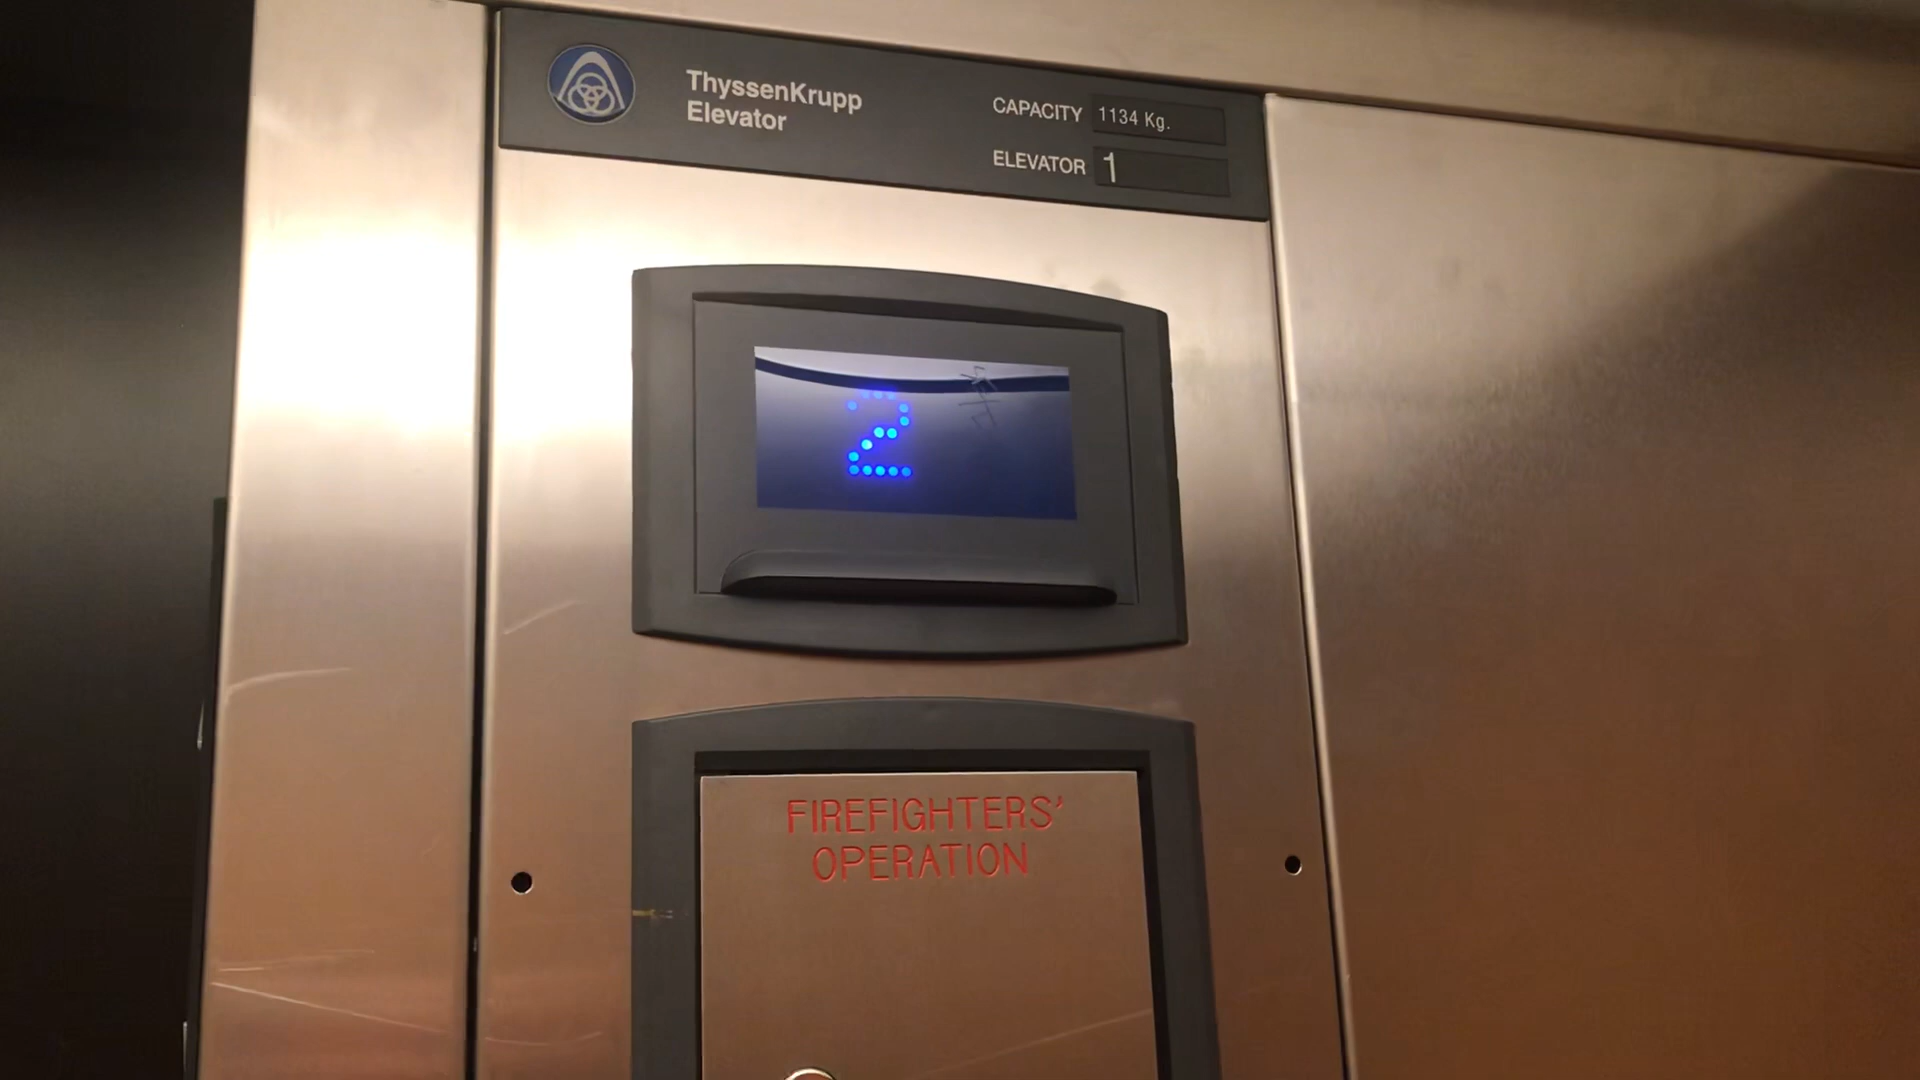 ThyssenKrupp
Elevator
CAPACITY 1134 Kg.
ELEVATOR 1
2
FIREFIGHTERS'
OPERATION